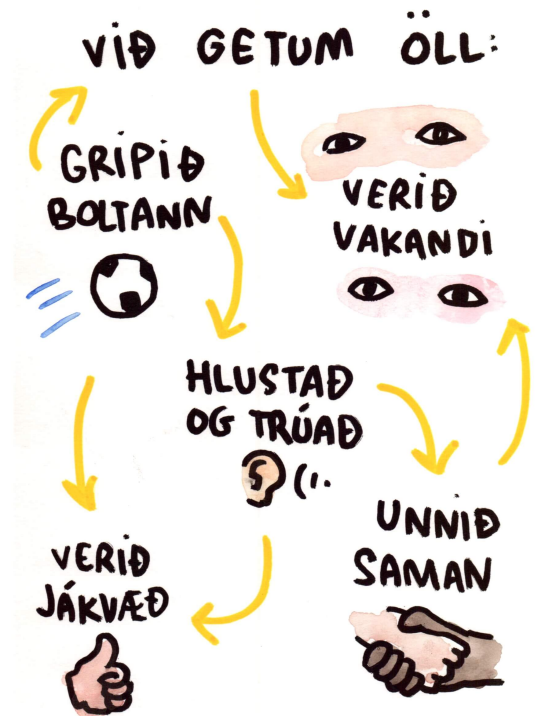 VIÐ GETUM ÖLL:
GRIPIÐ
BOLTANN
VERIÐ
VAKANDI
HLUSTAÐ
OG TRÚAÐ
UNNIÐ
SAMAN
VERIÐ
JÁKVÆÐ